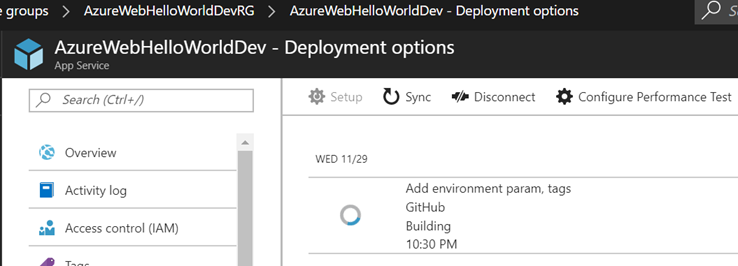 e groups > AzureWebHelloWorldDevRG > AzureWebHelloWorldDev - Deployment options
AzureWebHelloWorldDev - Deployment options
App Service
Search (Ctrl+/)
Setup Sync Disconnect Configure Performance Test
Overview
Activity log
Access control (IAM)
Tags
WED 11/29
Add environment param, tags
GitHub
Building
10:30 PM